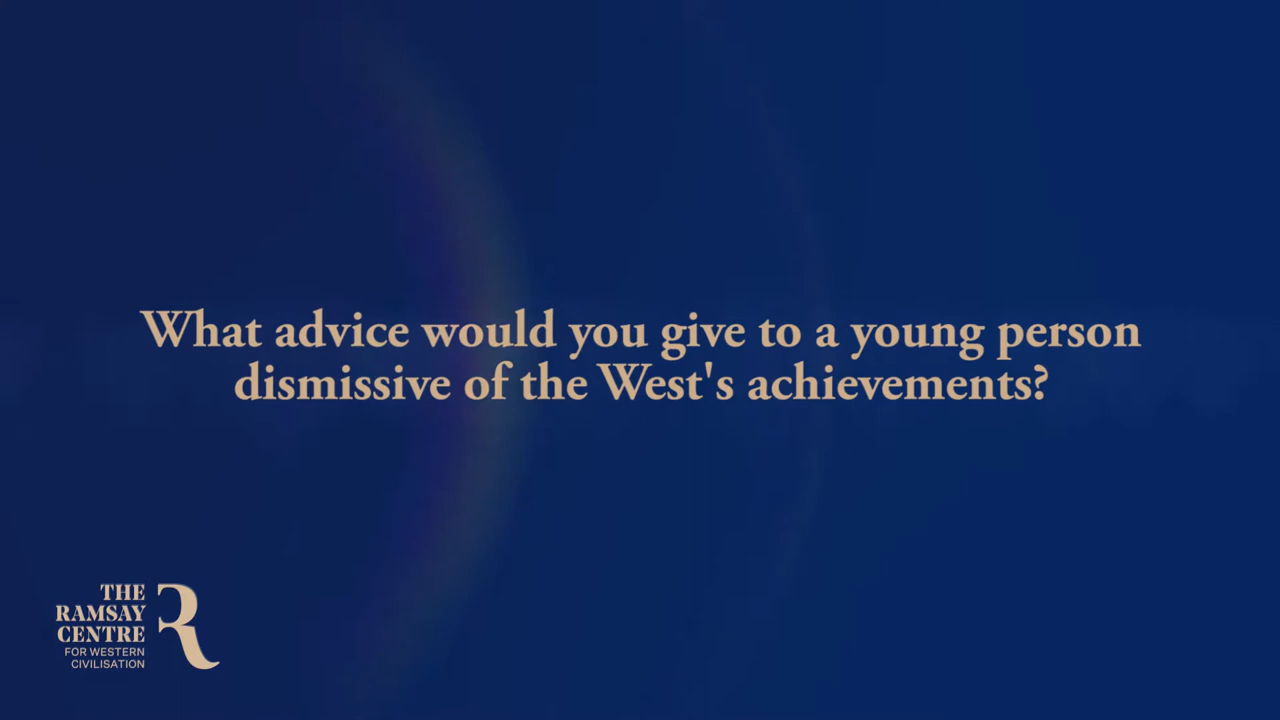 What advice would you give to a young person
dismissive of the West's achievements?
THE
RAMSAY
CENTRE
FOR WESTERN
CIVILISATION
R